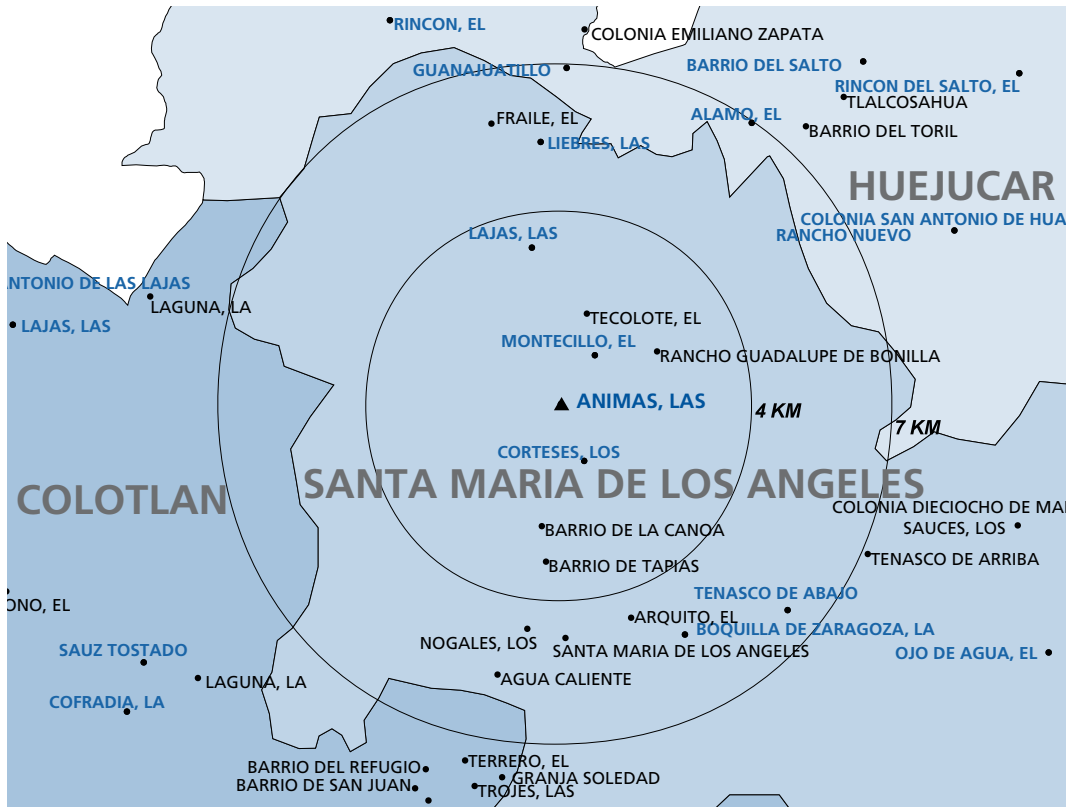 RINCON, EL
COLONIA EMILIANO ZAPATA
GUANAJUATILLO
BARRIO DEL SALTO
RINCON DEL SALTO, EL
TLALCOSAHUA
FRAILE, EL
ALAMO, EL
BARRIO DEL TORIL
LIEBRES, LAS
HUEJUCAR
COLONIA SAN ANTONIO DE HUA
RANCHO NUEVO
LAJAS, LAS
ANTONIO DE LAS LAJAS
LAGUNA, LA
LAJAS, LAS
TECOLOTE, EL
MONTECILLO, EL
RANCHO GUADALUPE DE BONILLA
ANIMAS, LAS
4 KM
7 KM
CORTESES, LOS
SANTA MARIA DE LOS ANGELES
COLOTLAN
COLONIA DIECIOCHO DE MA
SAUCES, LOS
BARRIO DE LA CANOA
TENASCO DE ARRIBA
BARRIO DE TAPIAS
TENASCO DE ABAJO
ONO, EL
ARQUITO, EL
BOQUILLA DE ZARAGOZA, LA
NOGALES, LOS
SANTA MARIA DE LOS ANGELES
OJO DE AGUA, EL
SAUZ TOSTADO
LAGUNA, LA
AGUA CALIENTE
COFRADIA, LA
TERRERO, EL
BARRIO DEL REFUGIO
GRANJA SOLEDAD
BARRIO DE SAN JUAN
TROJES, LAS